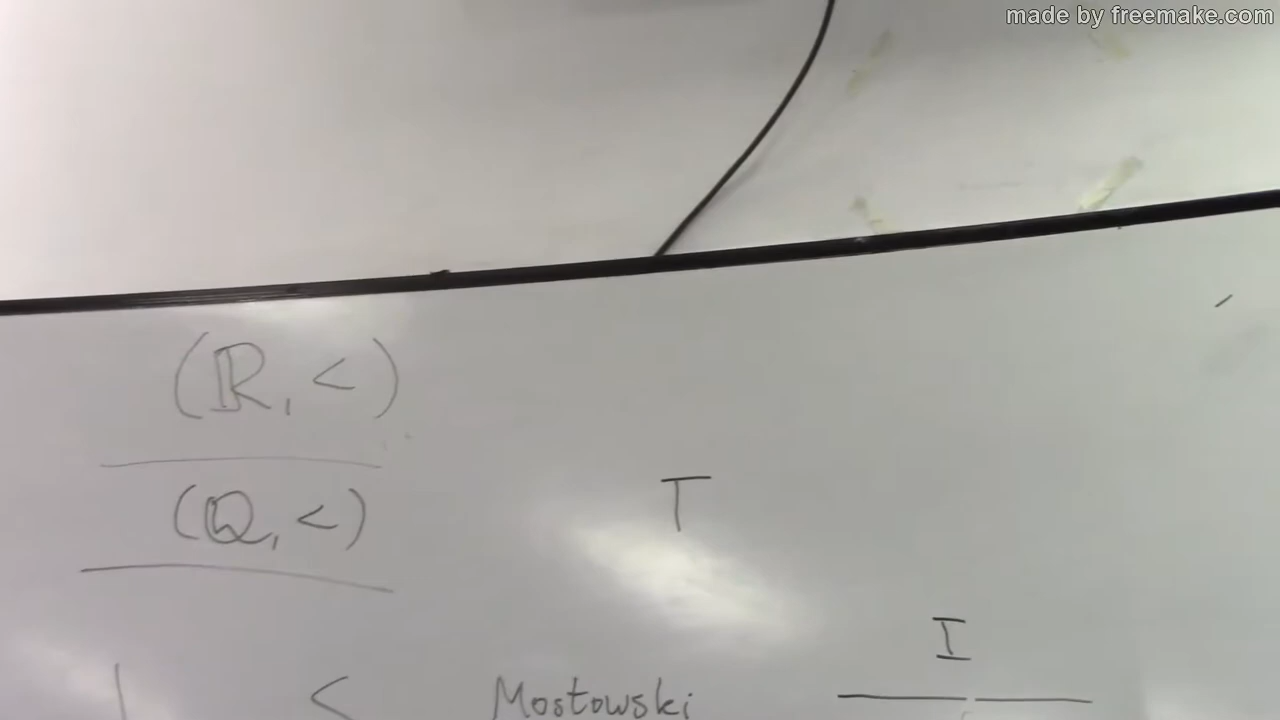 made by freemake.com
(ℝ, <)
(ℚ, <)
T
I
< Mostowski